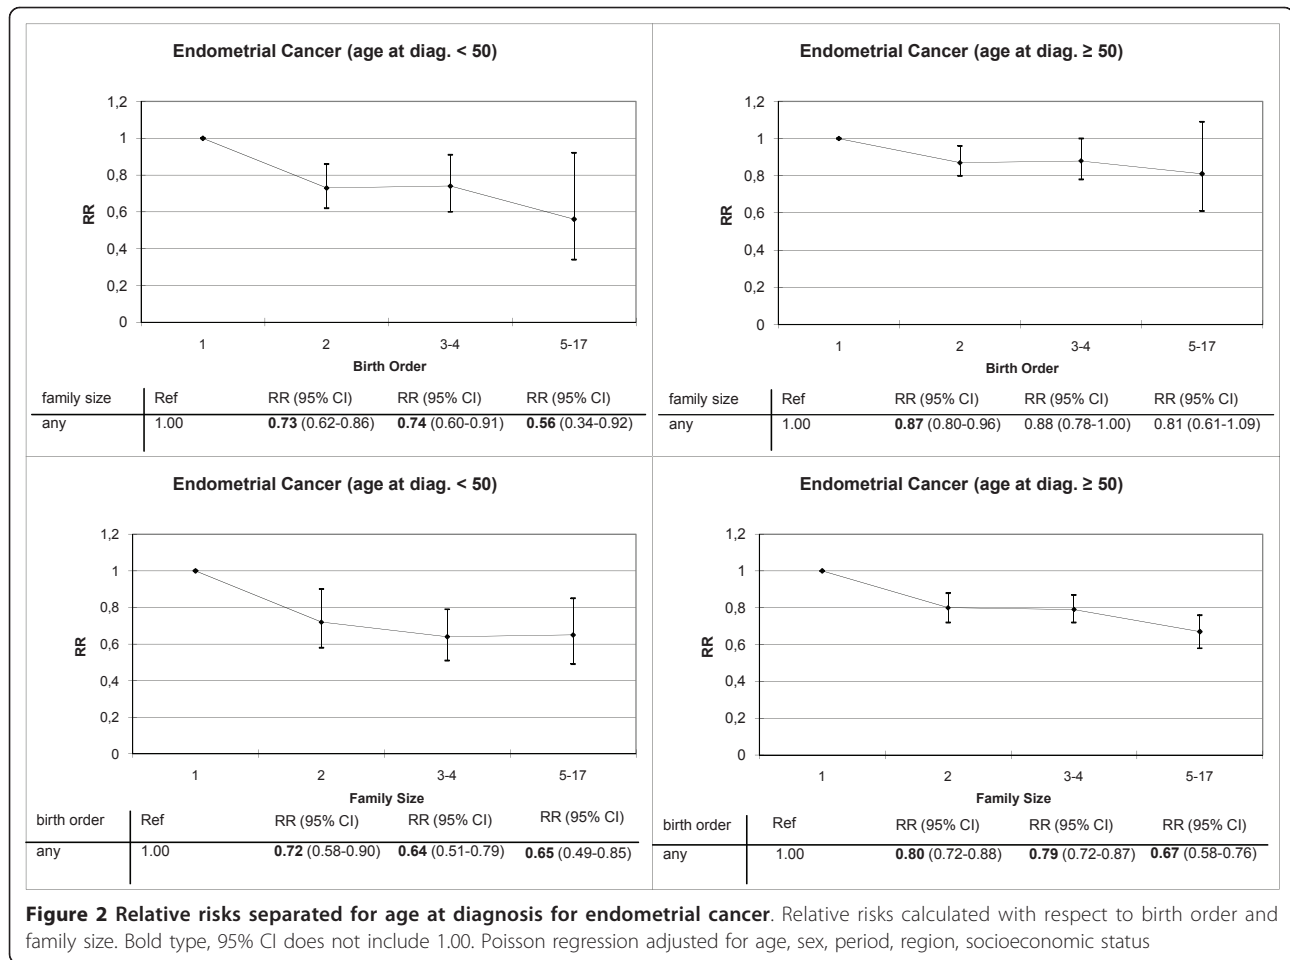 Endometrial Cancer (age at diag. < 50)
1,2
1
0,8
0,6
0,4
0,2
0
RR
1 2 3-4 5-17
Birth Order
family size Ref RR (95% CI) RR (95% CI) RR (95% CI)
any 1.00 0.73 (0.62-0.86) 0.74 (0.60-0.91) 0.56 (0.34-0.92)
Endometrial Cancer (age at diag. ≥ 50)
1,2
1
0,8
0,6
0,4
0,2
0
RR
1 2 3-4 5-17
Birth Order
family size Ref RR (95% CI) RR (95% CI) RR (95% CI)
any 1.00 0.87 (0.80-0.96) 0.88 (0.78-1.00) 0.81 (0.61-1.09)
Endometrial Cancer (age at diag. < 50)
1,2
1
0,8
0,6
0,4
0,2
0
RR
1 2 3-4 5-17
Family Size
birth order Ref RR (95% CI) RR (95% CI) RR (95% CI)
any 1.00 0.72 (0.58-0.90) 0.64 (0.51-0.79) 0.65 (0.49-0.85)
Endometrial Cancer (age at diag. ≥ 50)
1,2
1
0,8
0,6
0,4
0,2
0
RR
1 2 3-4 5-17
Family Size
birth order Ref RR (95% CI) RR (95% CI) RR (95% CI)
any 1.00 0.80 (0.72-0.88) 0.79 (0.72-0.87) 0.67 (0.58-0.76)
Figure 2 Relative risks separated for age at diagnosis for endometrial cancer. Relative risks calculated with respect to birth order and
family size. Bold type, 95% CI does not include 1.00. Poisson regression adjusted for age, sex, period, region, socioeconomic status